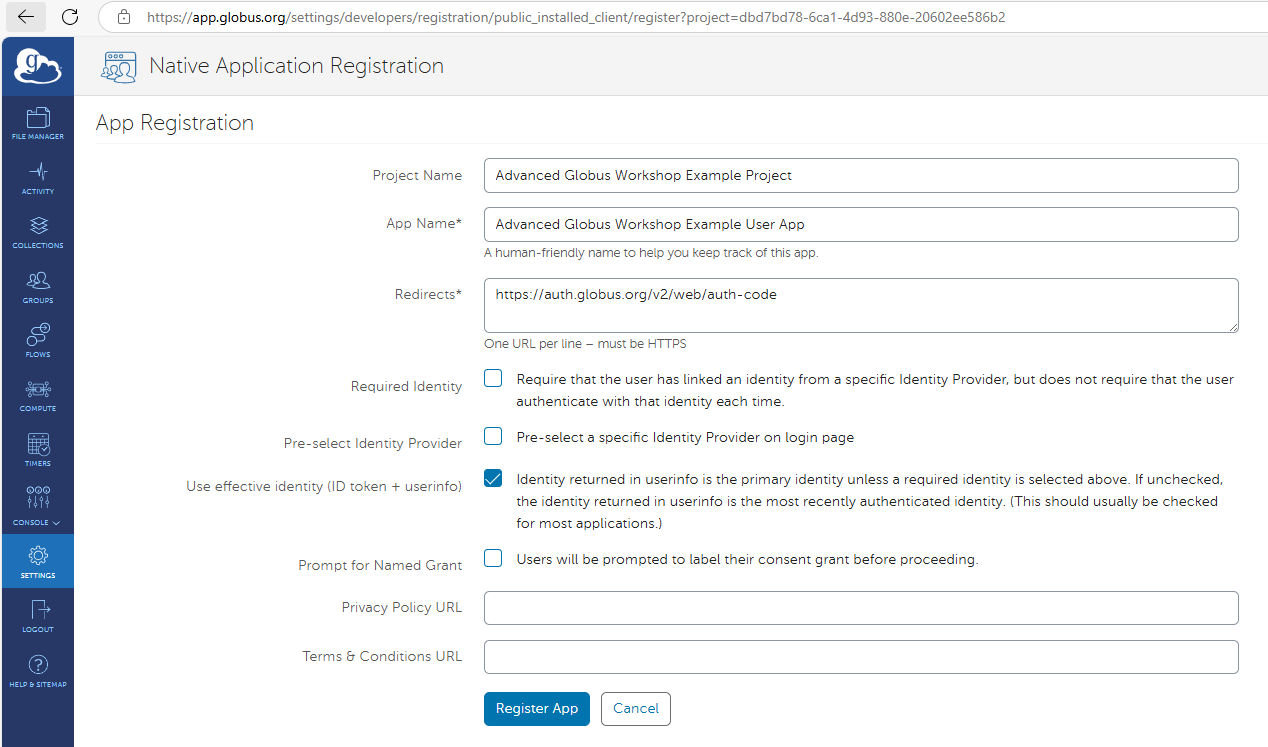 https://app.globus.org/settings/developers/registration/public_installed_client/register?project=dbd7bd78-6ca1-4d93-880e-20602ee586b2
g
Native Application Registration
FILE MANAGER
ACTIVITY
COLLECTIONS
GROUPS
FLOWS
COMPUTE
TIMERS
CONSOLE
SETTINGS
LOGOUT
HELP & SITEMAP
App Registration
Project Name
Advanced Globus Workshop Example Project
App Name*
Advanced Globus Workshop Example User App
A human-friendly name to help you keep track of this app.
Redirects*
https://auth.globus.org/v2/web/auth-code
One URL per line – must be HTTPS
Required Identity
Require that the user has linked an identity from a specific Identity Provider, but does not require that the user
authenticate with that identity each time.
Pre-select Identity Provider
Pre-select a specific Identity Provider on login page
Use effective identity (ID token + userinfo)
Identity returned in userinfo is the primary identity unless a required identity is selected above. If unchecked,
the identity returned in userinfo is the most recently authenticated identity. (This should usually be checked
for most applications.)
Prompt for Named Grant
Users will be prompted to label their consent grant before proceeding.
Privacy Policy URL
Terms & Conditions URL
Register App
Cancel